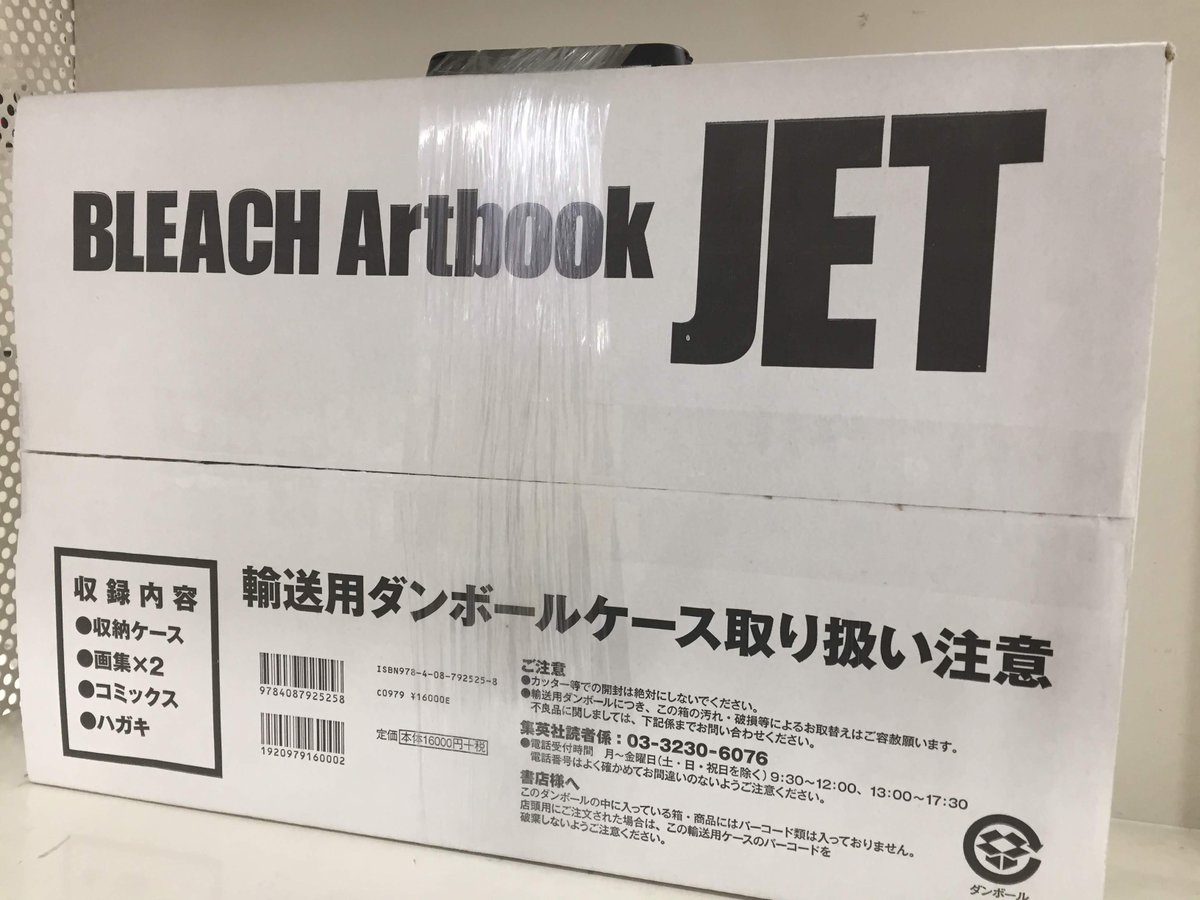 BLEACH Artbook JET
収録内容
●収納ケース
●画集×2
●コミックス
●ハガキ
輸送用ダンボールケース取り扱い注意
9784087925258
1920979160002
ISBN978-4-08-792525-8
C0979 ¥16000E
定価 本体16000円+税
ご注意
●カッター等での開封は絶対にしないでください。
●輸送用ダンボールにつき、この箱の汚れ・破損等によるお取替えはご容赦願います。
不良品に関しましては、下記係までお問い合わせください。
集英社読者係：03-3230-6076
●電話受付時間 月～金曜日(土・日・祝日を除く) 9:30～12:00、13:00～17:30
電話番号はよく確かめてお間違いのないようご注意ください。
書店様へ
このダンボールの中に入っている箱・商品にはバーコード類は入っておりません。
店頭用にご注文された場合は、この輸送用ケースのバーコードを
破棄しないようご注意ください。
ダンボール